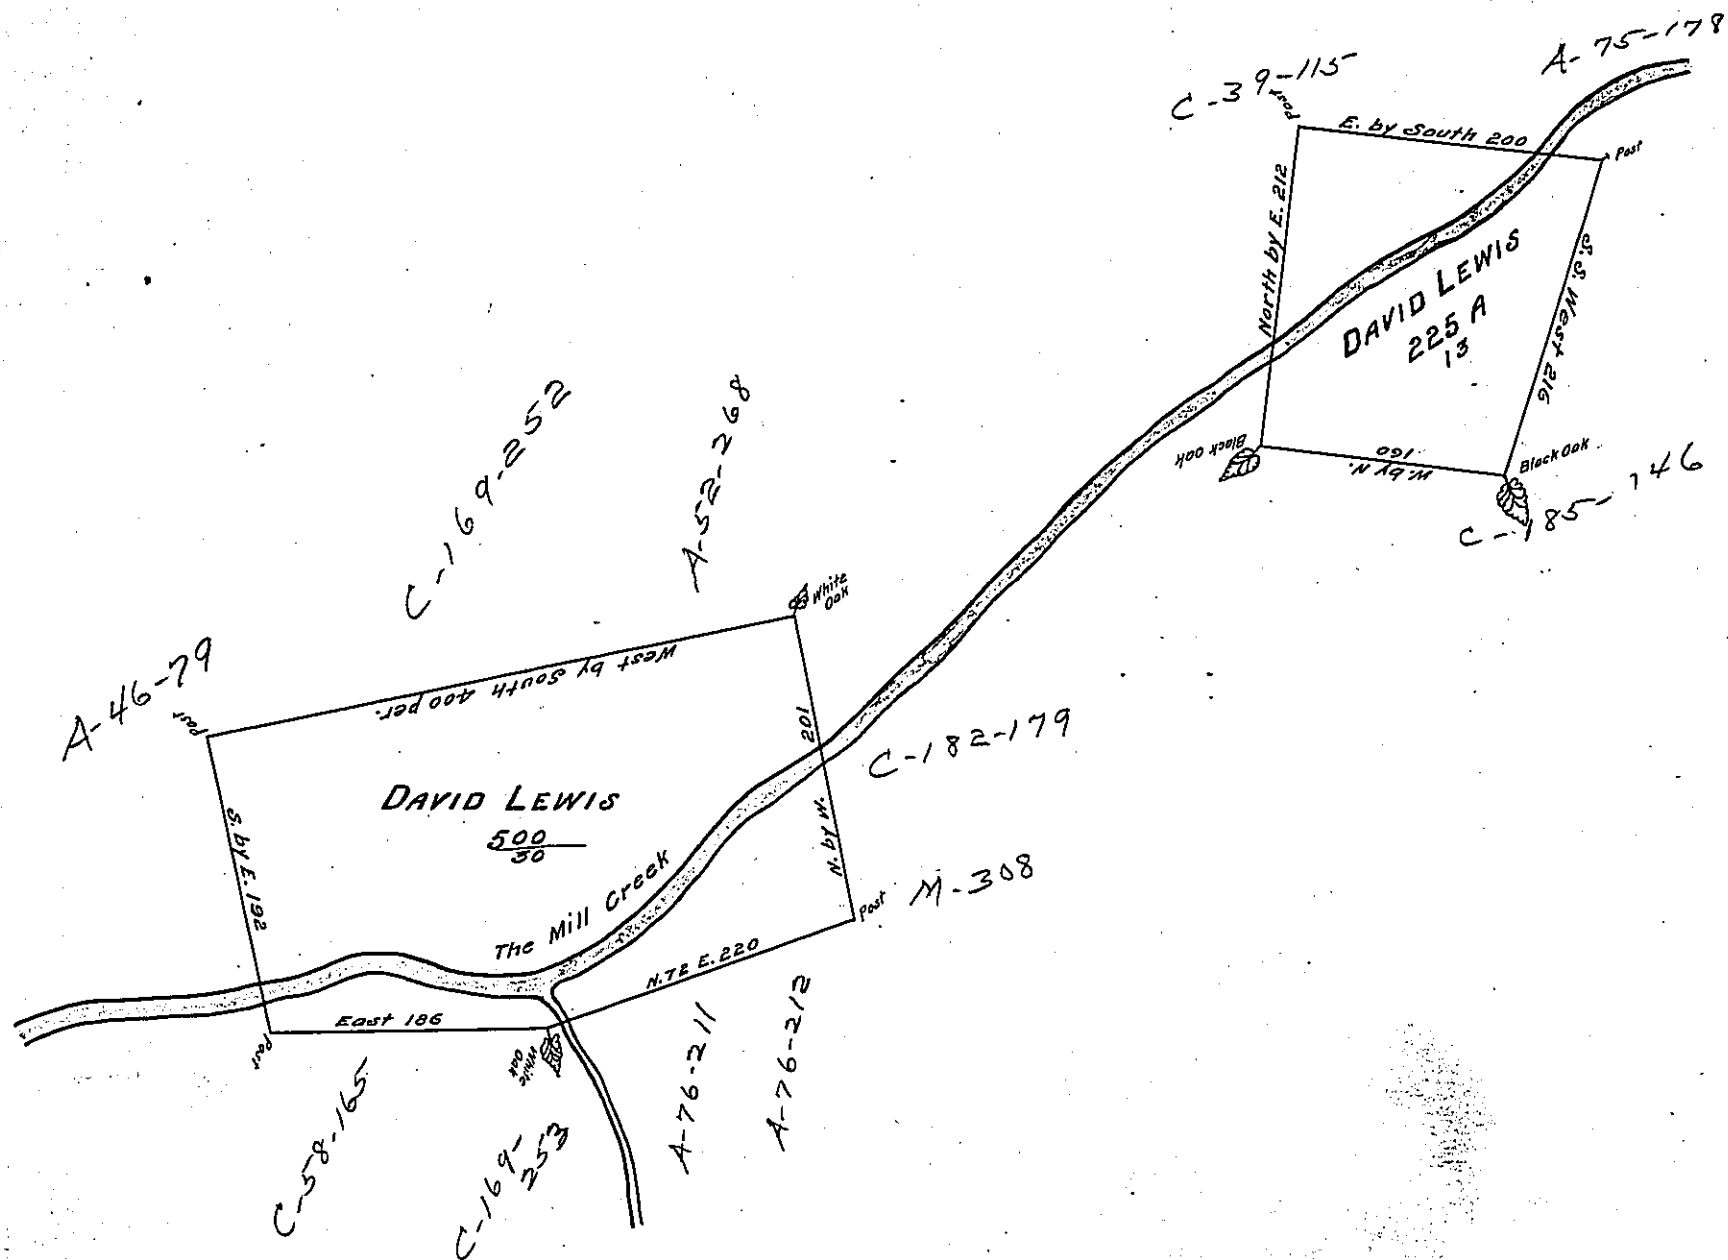 A-75-178
C-39-115
Post
E. by South 200
Post
North by E. 212
S. S. West 216
DAVID LEWIS
225 A
13
Black Oak
W. by N.
160
Black Oak
C-185-146
C-169-252
A-52-268
White
Oak
A-46-79
Post
West by South 400 per.
201
N. by W.
C-182-179
DAVID LEWIS
500
30
S. by E. 192
The Mill Creek
Post
M-308
N. 72 E. 220
East 186
Post
White
Oak
A-76-211
A-76-212
C-58-165
C-169-
253